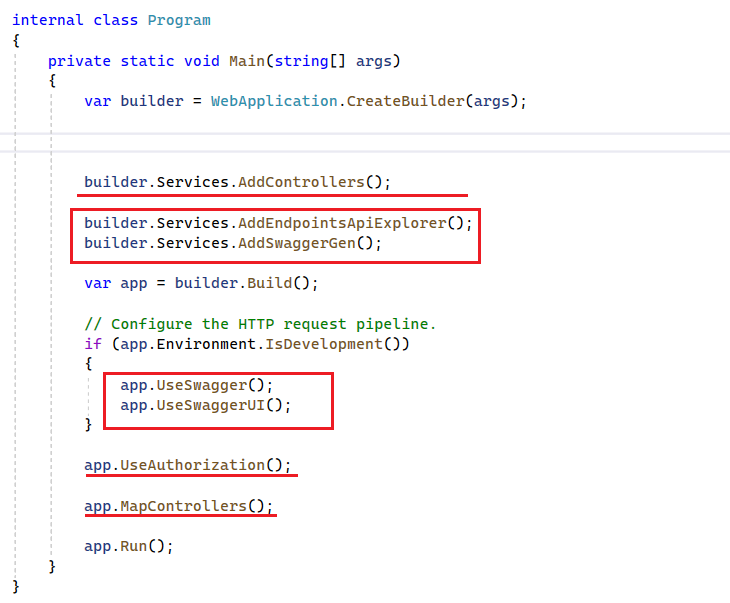 internal class Program
{
private static void Main(string[] args)
{
var builder = WebApplication.CreateBuilder(args);
builder.Services.AddControllers();
builder.Services.AddEndpointsApiExplorer();
builder.Services.AddSwaggerGen();
var app = builder.Build();
// Configure the HTTP request pipeline.
if (app.Environment.IsDevelopment())
{
app.UseSwagger();
app.UseSwaggerUI();
}
app.UseAuthorization();
app.MapControllers();
app.Run();
}
}